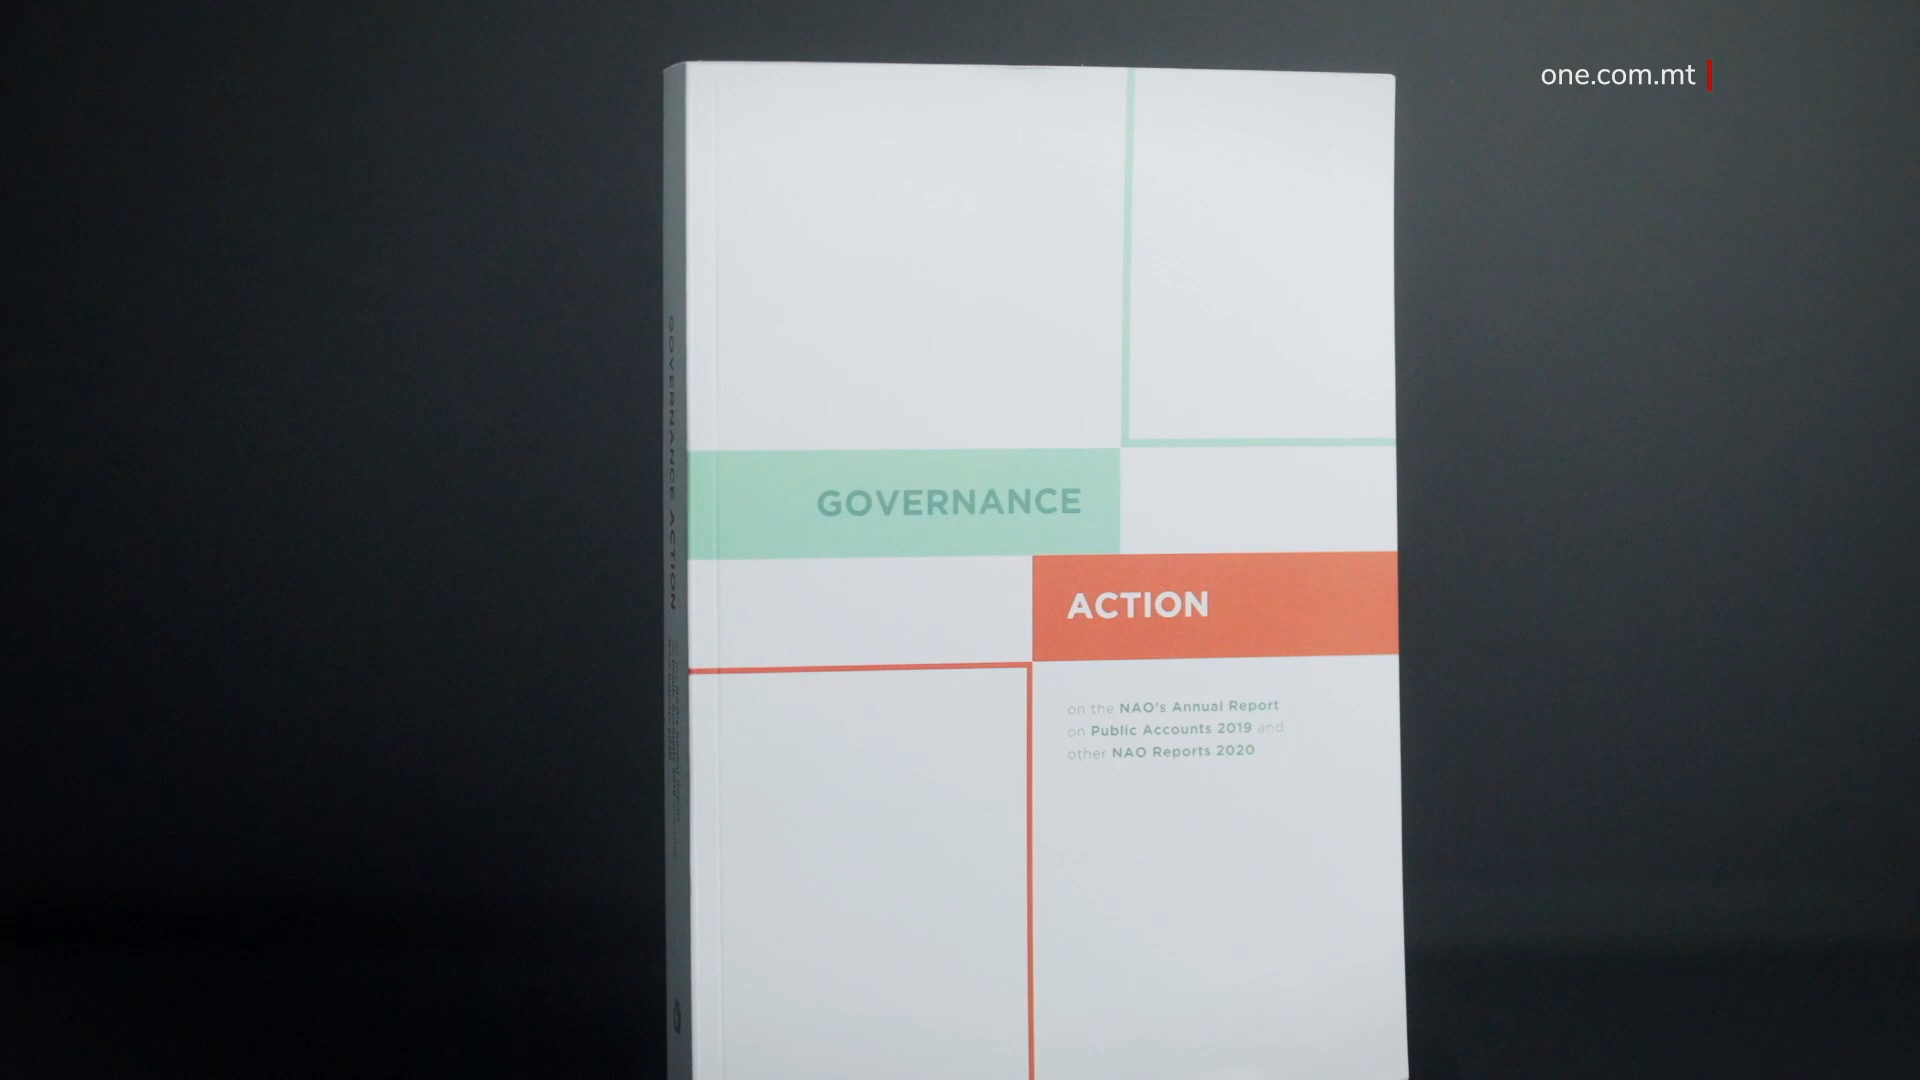 one.com.mt
GOVERNANCE ACTION
GOVERNANCE
ACTION
on the NAO's Annual Report
on Public Accounts 2019 and
other NAO Reports 2020